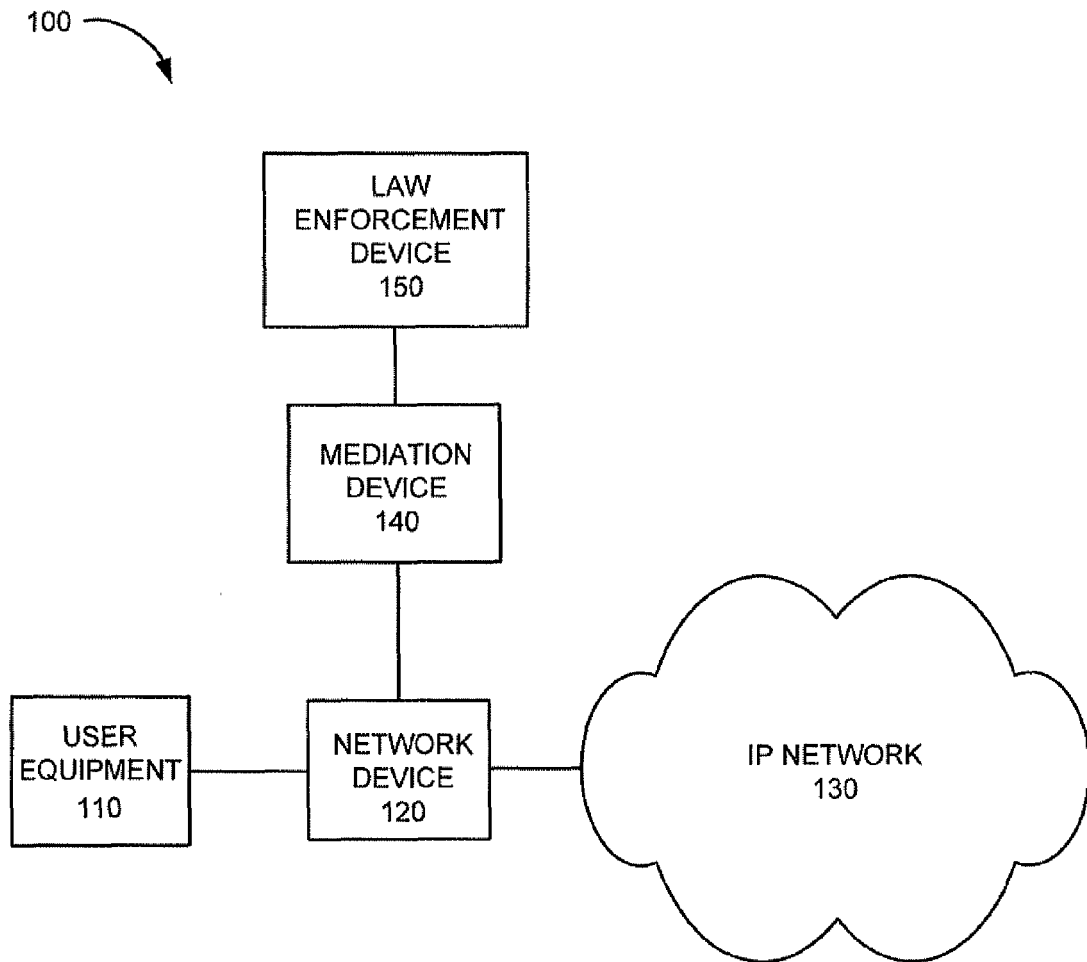 100
LAW
ENFORCEMENT
DEVICE
150
MEDIATION
DEVICE
140
USER
EQUIPMENT
110
NETWORK
DEVICE
120
IP NETWORK
130